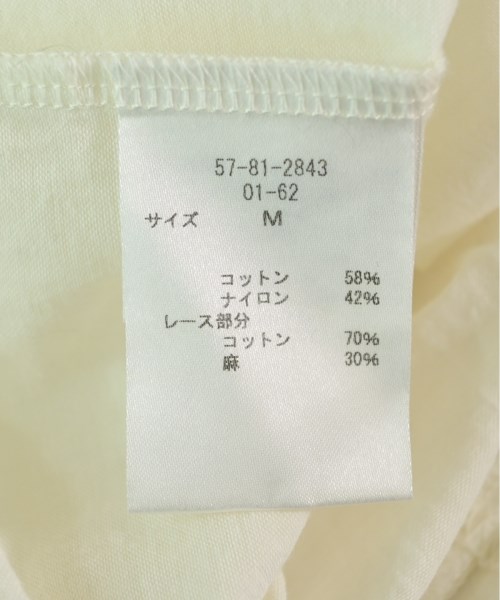 57-81-2843
01-62
サイズ M
コットン 58%
ナイロン 42%
レース部分
コットン 70%
麻 30%